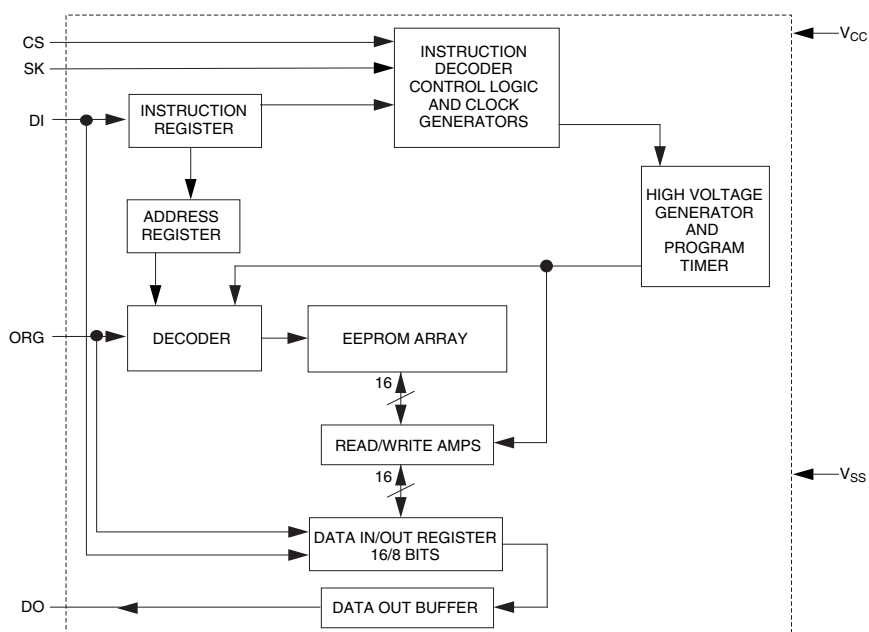 CS
SK
DI
INSTRUCTION
REGISTER
INSTRUCTION
DECODER
CONTROL LOGIC
AND CLOCK
GENERATORS
VCC
HIGH VOLTAGE
GENERATOR
AND
PROGRAM
TIMER
ADDRESS
REGISTER
ORG
DECODER
EEPROM ARRAY
16
READ/WRITE AMPS
16
VSS
DATA IN/OUT REGISTER
16/8 BITS
DO
DATA OUT BUFFER